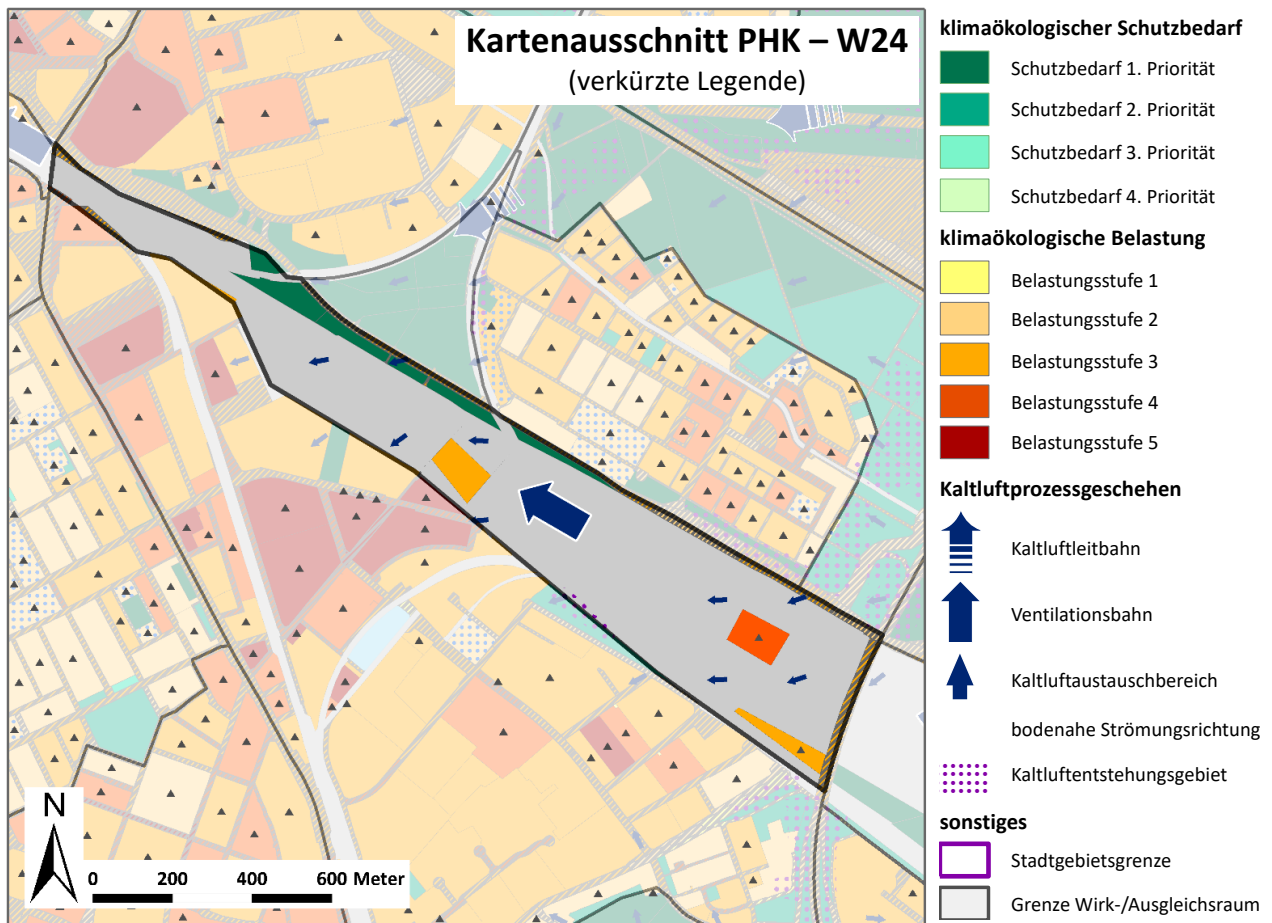 Kartenausschnitt PHK – W24
(verkürzte Legende)
klimaökologischer Schutzbedarf
Schutzbedarf 1. Priorität
Schutzbedarf 2. Priorität
Schutzbedarf 3. Priorität
Schutzbedarf 4. Priorität
klimaökologische Belastung
Belastungsstufe 1
Belastungsstufe 2
Belastungsstufe 3
Belastungsstufe 4
Belastungsstufe 5
Kaltluftprozessgeschehen
Kaltluftleitbahn
Ventilationsbahn
Kaltluftaustauschbereich
bodenahe Strömungsrichtung
Kaltluftentstehungsgebiet
sonstiges
Stadtgebietsgrenze
Grenze Wirk-/Ausgleichsraum
N
0 200 400 600 Meter